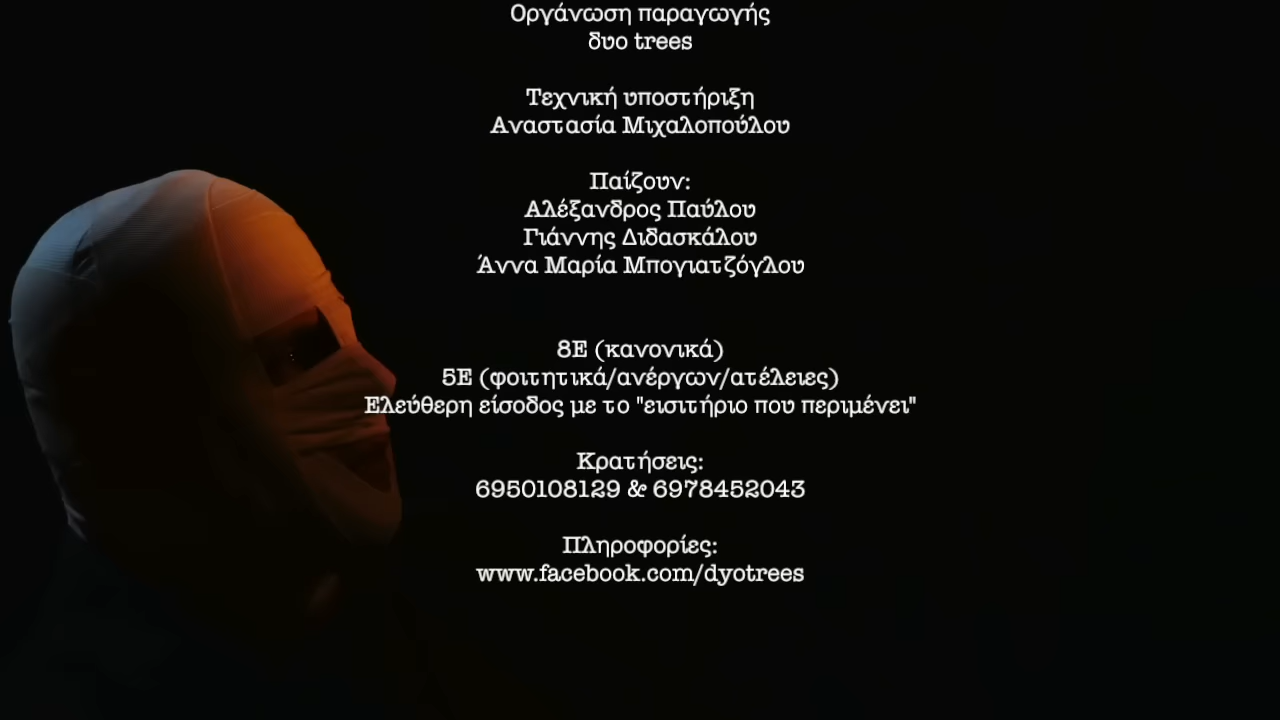 Οργάνωση παραγωγής
δυο trees
Τεχνική υποστήριξη
Αναστασία Μιχαλοπούλου
Παίζουν:
Αλέξανδρος Παύλου
Γιάννης Διδασκάλου
Άννα Μαρία Μπογιατζόγλου
8Ε (κανονικά)
5Ε (φοιτητικά/ανέργων/ατέλειες)
Ελεύθερη είσοδος με το "εισιτήριο που περιμένει"
Κρατήσεις:
6950108129 & 6978452043
Πληροφορίες:
www.facebook.com/dyotrees